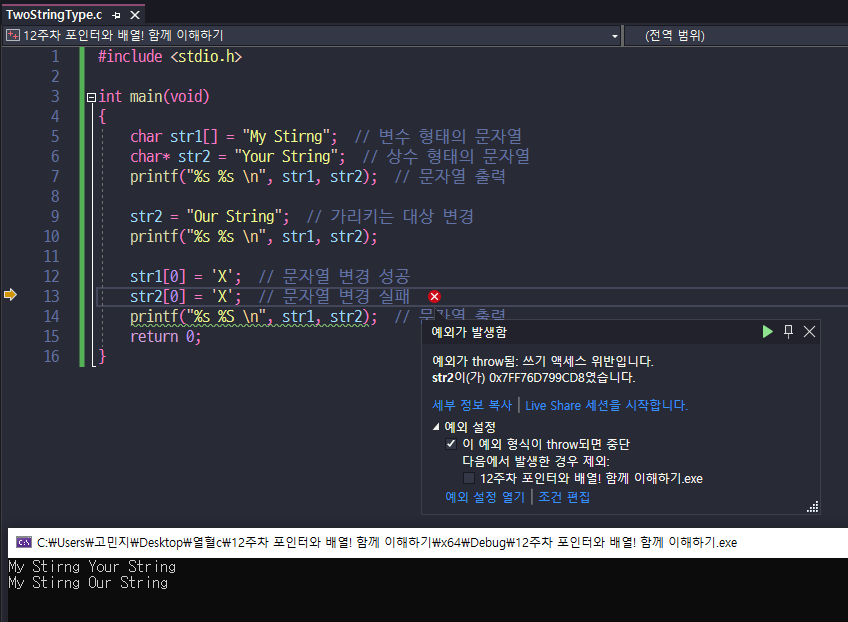 TwoStringType.c
12주차 포인터와 배열! 함께 이해하기
(전역 범위)
1 #include <stdio.h>
2
3 int main(void)
4 {
5 char str1[] = "My Stirng"; // 변수 형태의 문자열
6 char* str2 = "Your String"; // 상수 형태의 문자열
7 printf("%s %s \n", str1, str2); // 문자열 출력
8
9 str2 = "Our String"; // 가리키는 대상 변경
10 printf("%s %s \n", str1, str2);
11
12 str1[0] = 'X'; // 문자열 변경 성공
13 str2[0] = 'X'; // 문자열 변경 실패
14 printf("%s %S \n", str1, str2); // 문자열 출력
15 return 0;
16 }
예외가 발생함
예외가 throw됨: 쓰기 액세스 위반입니다.
str2이(가) 0x7FF76D799CD8였습니다.
세부 정보 복사 | Live Share 세션을 시작합니다.
예외 설정
이 예외 형식이 throw되면 중단
다음에서 발생한 경우 제외:
12주차 포인터와 배열! 함께 이해하기.exe
예외 설정 열기 | 조건 편집
C:\Users\고민지\Desktop\열혈c\12주차 포인터와 배열! 함께 이해하기\x64\Debug\12주차 포인터와 배열! 함께 이해하기.exe
My Stirng Your String
My Stirng Our String